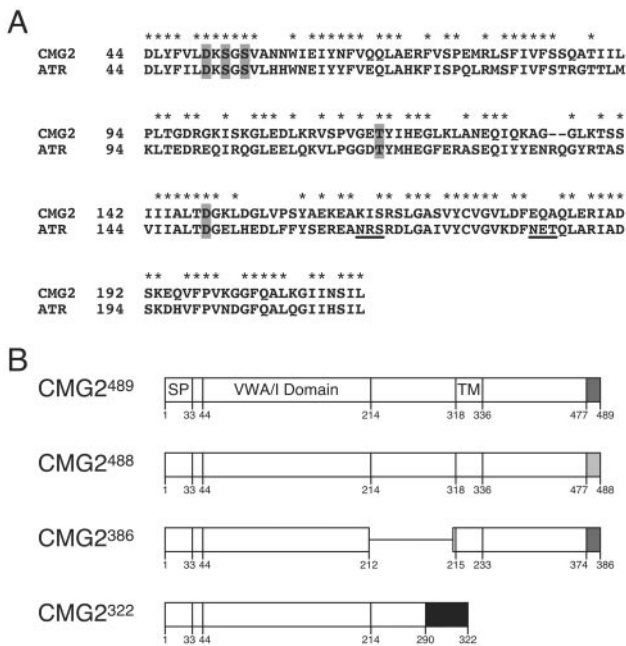 A
**** ******* * *** ** *** * ** * ****** *
CMG2 44 DLYFVLDKSGSVANNWIEIYNFVQQLAERFVSPEMRLSFIVFSSQATIIL
ATR 44 DLYFILDKSGSVLHHWNEIYYFVEQLAHKFISPQLRMSFIVFSTRGTTLM
** ** * *** * * * * ** *** * *** * * *
CMG2 94 PLTGDRGKISKGLEDLKRVSPVGETYIHEGLKLANEQIQKAG--GLKTSS
ATR 94 KLTEDREQIRQGLEELQKVLPGGDTYMHEGFERASEQIYYENRQGYRTAS
******* * * * ** ** *** ****** ** ** ****
CMG2 142 IIIALTDGKLDGLVPSYAEKEAKISRSLGASVYCVGVLDFEQAQLERIAD
ATR 144 VIIALTDGELHEDLFFYSEREANRSRDLGAIVYCVGVKDFNETQLARIAD
** **** ***** *** ***
CMG2 192 SKEQVFPVKGGFQALKGIINSIL
ATR 194 SKDHVFPVNDGFQALQGIIHSIL
B
CMG2489 SP VWA/I Domain TM
1 33 44 214 318 336 477 489
CMG2488
1 33 44 214 318 336 477 488
CMG2386
1 33 44 212 215 233 374 386
CMG2322
1 33 44 214 290 322